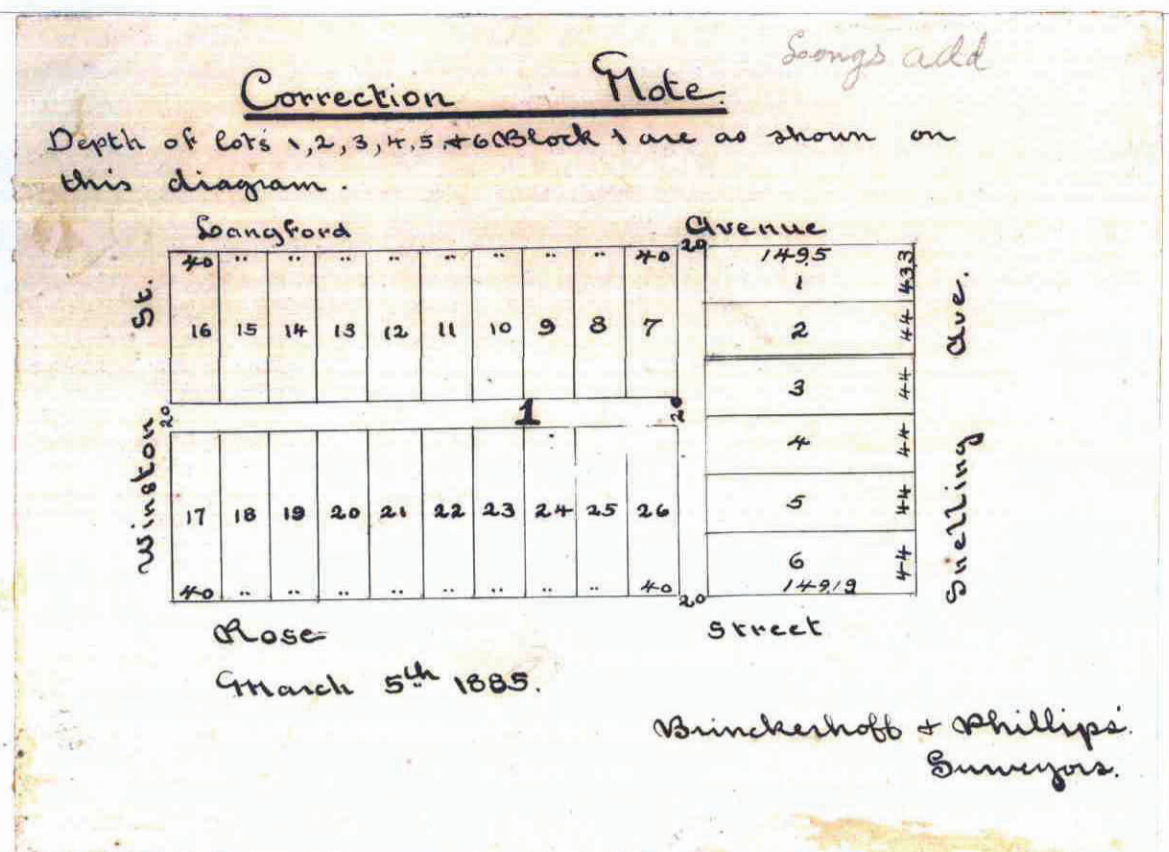 Longs add
Correction Note.
Depth of lots 1, 2, 3, 4, 5, + 6 Block 1 are as shown on
this diagram.
Langford Avenue
40 " " " " " " " " 40 20 1495 433
St.
16 15 14 13 12 11 10 9 8 7 1
2 44
Ave.
3 44
20 1 20
Winston
4 44
17 18 19 20 21 22 23 24 25 26 5 44
Snelling
6 44
40 " " " " " " " " 40 20 149.19
Rose Street
March 5th 1885.
Brinckerhoff + Phillips.
Surveyors.